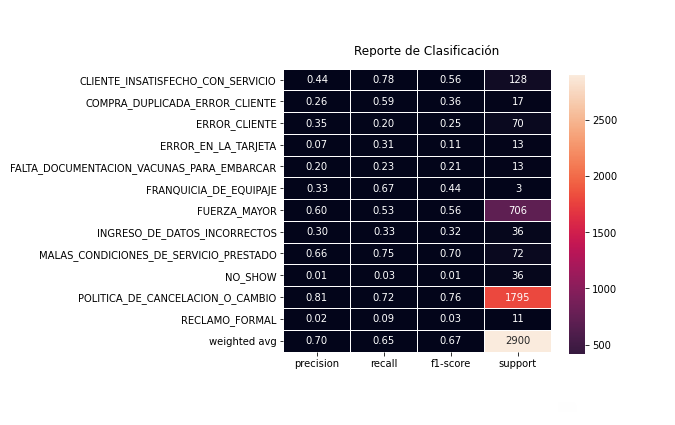 Reporte de Clasificación
CLIENTE_INSATISFECHO_CON_SERVICIO 0.44 0.78 0.56 128
COMPRA_DUPLICADA_ERROR_CLIENTE 0.26 0.59 0.36 17
ERROR_CLIENTE 0.35 0.20 0.25 70
ERROR_EN_LA_TARJETA 0.07 0.31 0.11 13
FALTA_DOCUMENTACION_VACUNAS_PARA_EMBARCAR 0.20 0.23 0.21 13
FRANQUICIA_DE_EQUIPAJE 0.33 0.67 0.44 3
FUERZA_MAYOR 0.60 0.53 0.56 706
INGRESO_DE_DATOS_INCORRECTOS 0.30 0.33 0.32 36
MALAS_CONDICIONES_DE_SERVICIO_PRESTADO 0.66 0.75 0.70 72
NO_SHOW 0.01 0.03 0.01 36
POLITICA_DE_CANCELACION_O_CAMBIO 0.81 0.72 0.76 1795
RECLAMO_FORMAL 0.02 0.09 0.03 11
weighted avg 0.70 0.65 0.67 2900
precision recall f1-score support
2500
2000
1500
1000
500